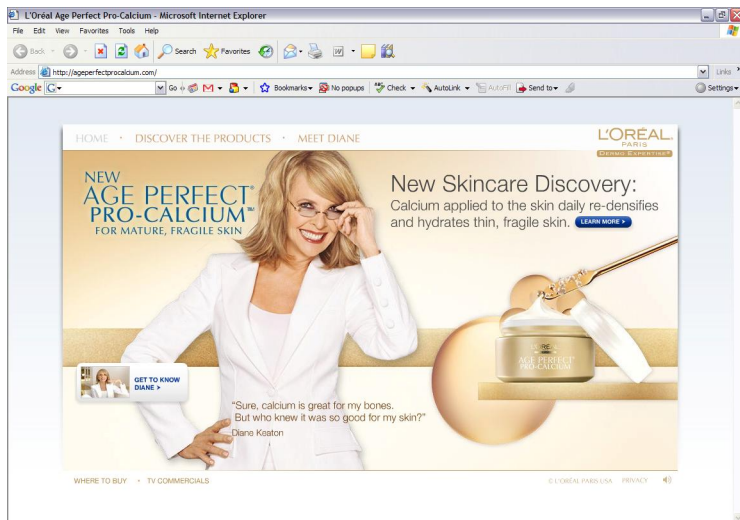 L'Oréal Age Perfect Pro-Calcium - Microsoft Internet Explorer
File Edit View Favorites Tools Help
Back Search Favorites
Address http://ageperfectprocalcium.com/ Links
Google G Go Bookmarks No popups Check AutoLink AutoFill Send to Settings
HOME • DISCOVER THE PRODUCTS • MEET DIANE
L'ORÉAL
PARIS
DERMO EXPERTISE
NEW
AGE PERFECT
PRO-CALCIUM™
FOR MATURE, FRAGILE SKIN
New Skincare Discovery:
Calcium applied to the skin daily re-densifies
and hydrates thin, fragile skin. LEARN MORE >
L'ORÉAL
AGE PERFECT
PRO-CALCIUM
GET TO KNOW
DIANE >
"Sure, calcium is great for my bones.
But who knew it was so good for my skin?"
Diane Keaton
WHERE TO BUY • TV COMMERCIALS
© L'ORÉAL PARIS USA PRIVACY